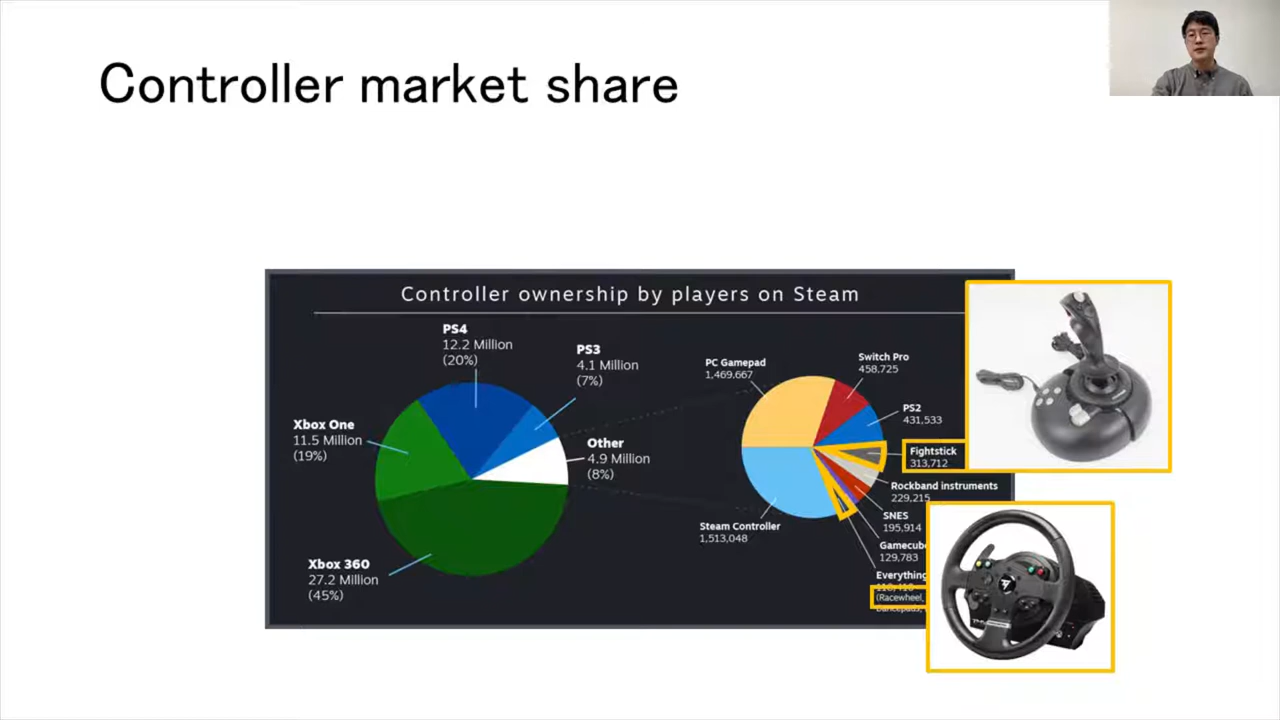 Controller market share
Controller ownership by players on Steam
PS4
12.2 Million
(20%)
PS3
4.1 Million
(7%)
Xbox One
11.5 Million
(19%)
Other
4.9 Million
(8%)
Xbox 360
27.2 Million
(45%)
PC Gamepad
1,469,667
Switch Pro
458,725
PS2
431,533
Fightstick
313,712
Rockband instruments
229,215
SNES
195,914
Gamecube
129,783
Everything
(Racewheel,
Steam Controller
1,513,048